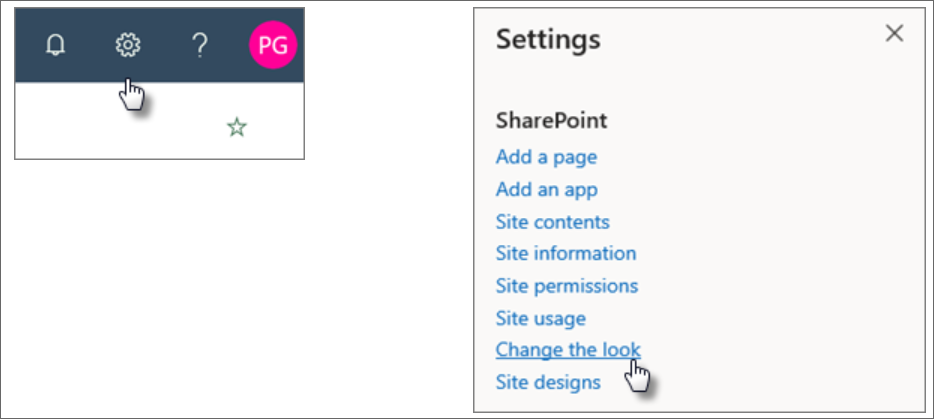 ?
PG
Settings
SharePoint
Add a page
Add an app
Site contents
Site information
Site permissions
Site usage
Change the look
Site designs